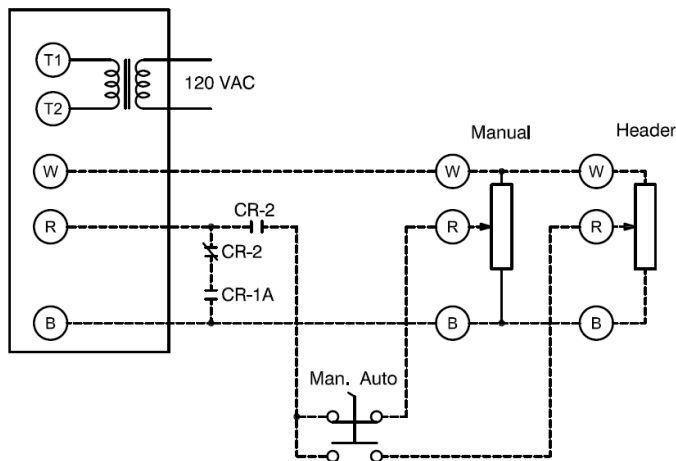 T1
120 VAC
T2
Manual
Header
W
W
W
CR-2
R
R
R
CR-2
CR-1A
B
B
B
Man. Auto